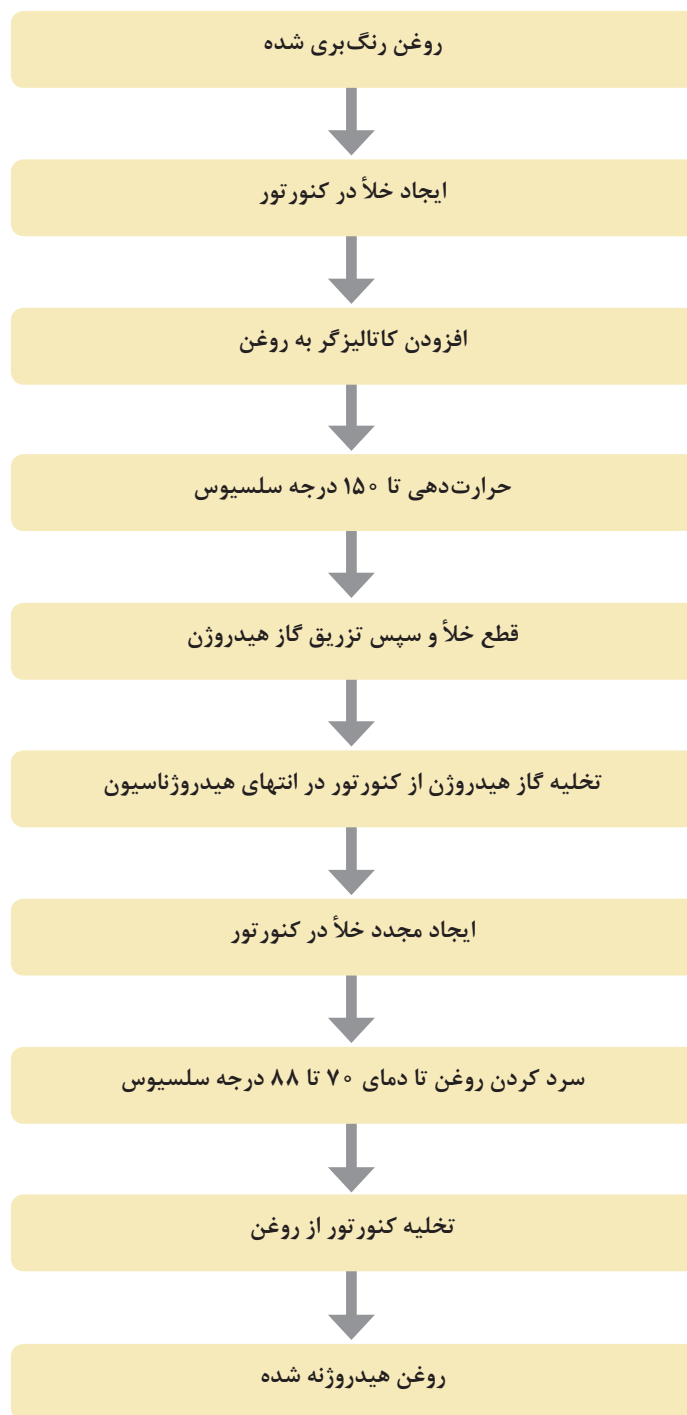 روغن رنگ‌بری شده
ایجاد خلأ در کنورتور
افزودن کاتالیزگر به روغن
حرارت‌دهی تا ۱۵۰ درجه سلسیوس
قطع خلأ و سپس تزریق گاز هیدروژن
تخلیه گاز هیدروژن از کنورتور در انتهای هیدروژناسیون
ایجاد مجدد خلأ در کنورتور
سرد کردن روغن تا دمای ۷۰ تا ۸۸ درجه سلسیوس
تخلیه کنورتور از روغن
روغن هیدروژنه شده